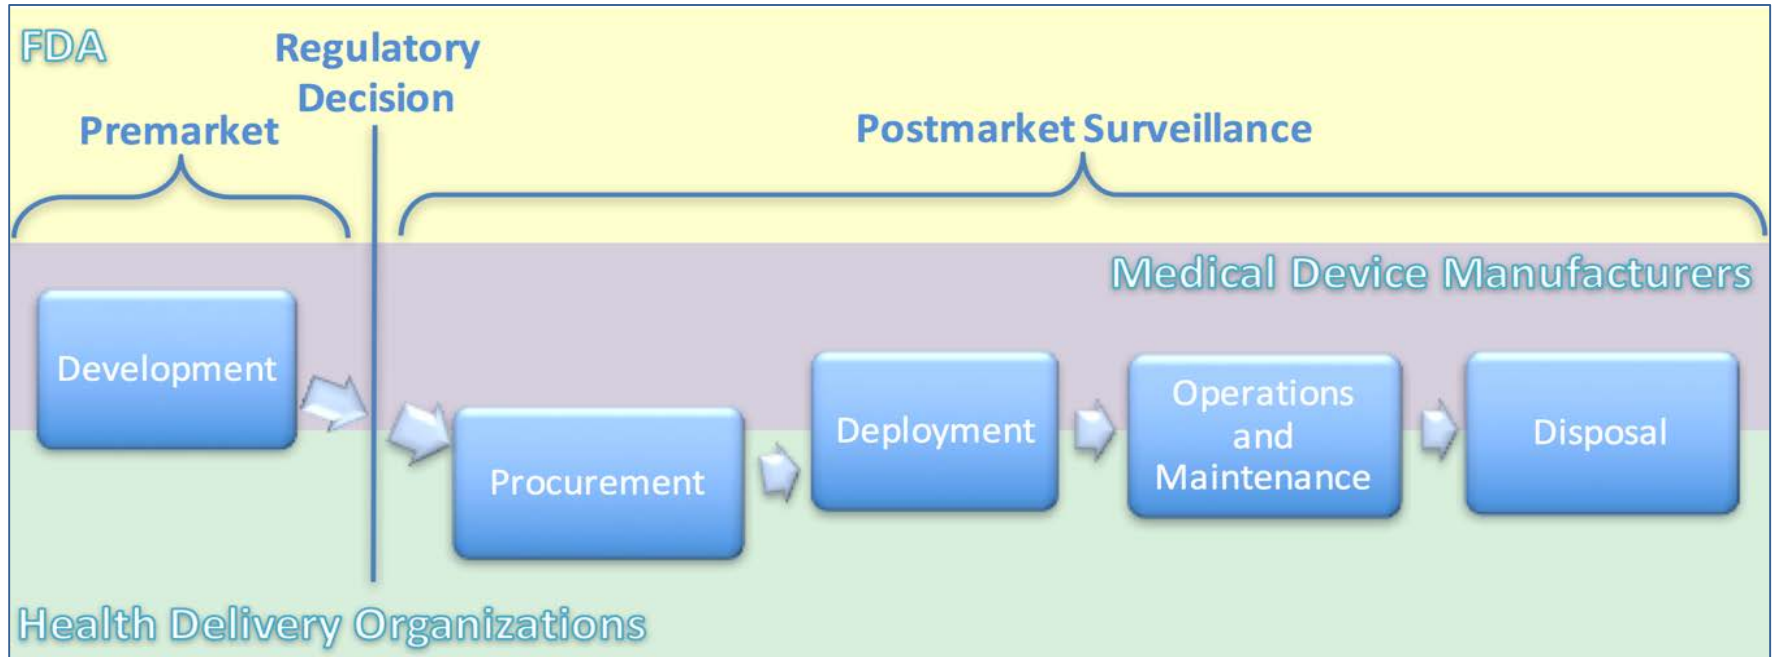 FDA
Regulatory
Decision
Premarket
Postmarket Surveillance
Medical Device Manufacturers
Development
Procurement
Deployment
Operations
and
Maintenance
Disposal
Health Delivery Organizations